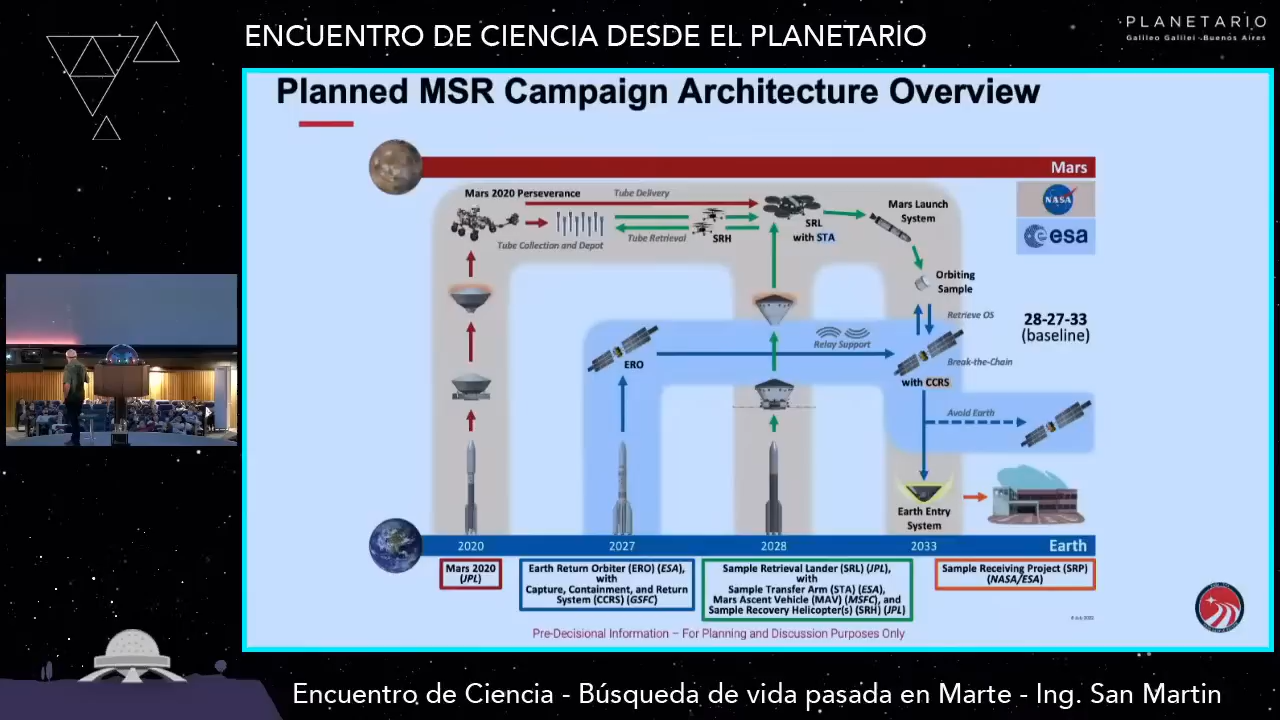 ENCUENTRO DE CIENCIA DESDE EL PLANETARIO
PLANETARIO
Galileo Galilei - Buenos Aires
Planned MSR Campaign Architecture Overview
Mars
Mars 2020 Perseverance
Tube Delivery
Tube Collection and Depot
Tube Retrieval
SRH
SRL
with STA
Mars Launch
System
NASA
esa
Orbiting
Sample
Retrieve OS
28-27-33
(baseline)
Relay Support
ERO
Break-the-Chain
with CCRS
Avoid Earth
Earth Entry
System
2020
2027
2028
2033
Earth
Mars 2020
(JPL)
Earth Return Orbiter (ERO) (ESA),
with
Capture, Containment, and Return
System (CCRS) (GSFC)
Sample Retrieval Lander (SRL) (JPL),
with
Sample Transfer Arm (STA) (ESA),
Mars Ascent Vehicle (MAV) (MSFC), and
Sample Recovery Helicopter(s) (SRH) (JPL)
Sample Receiving Project (SRP)
(NASA/ESA)
Pre-Decisional Information – For Planning and Discussion Purposes Only
Encuentro de Ciencia - Búsqueda de vida pasada en Marte - Ing. San Martin